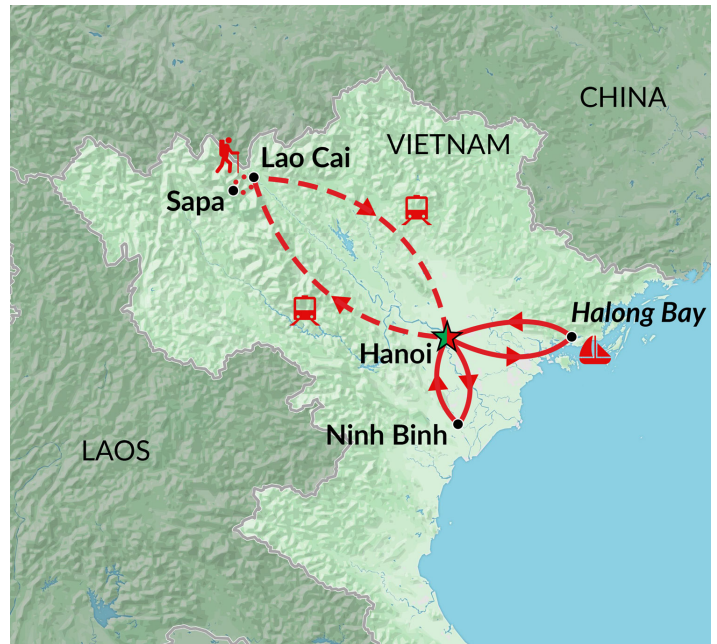 CHINA
VIETNAM
Lao Cai
Sapa
Halong Bay
Hanoi
Ninh Binh
LAOS